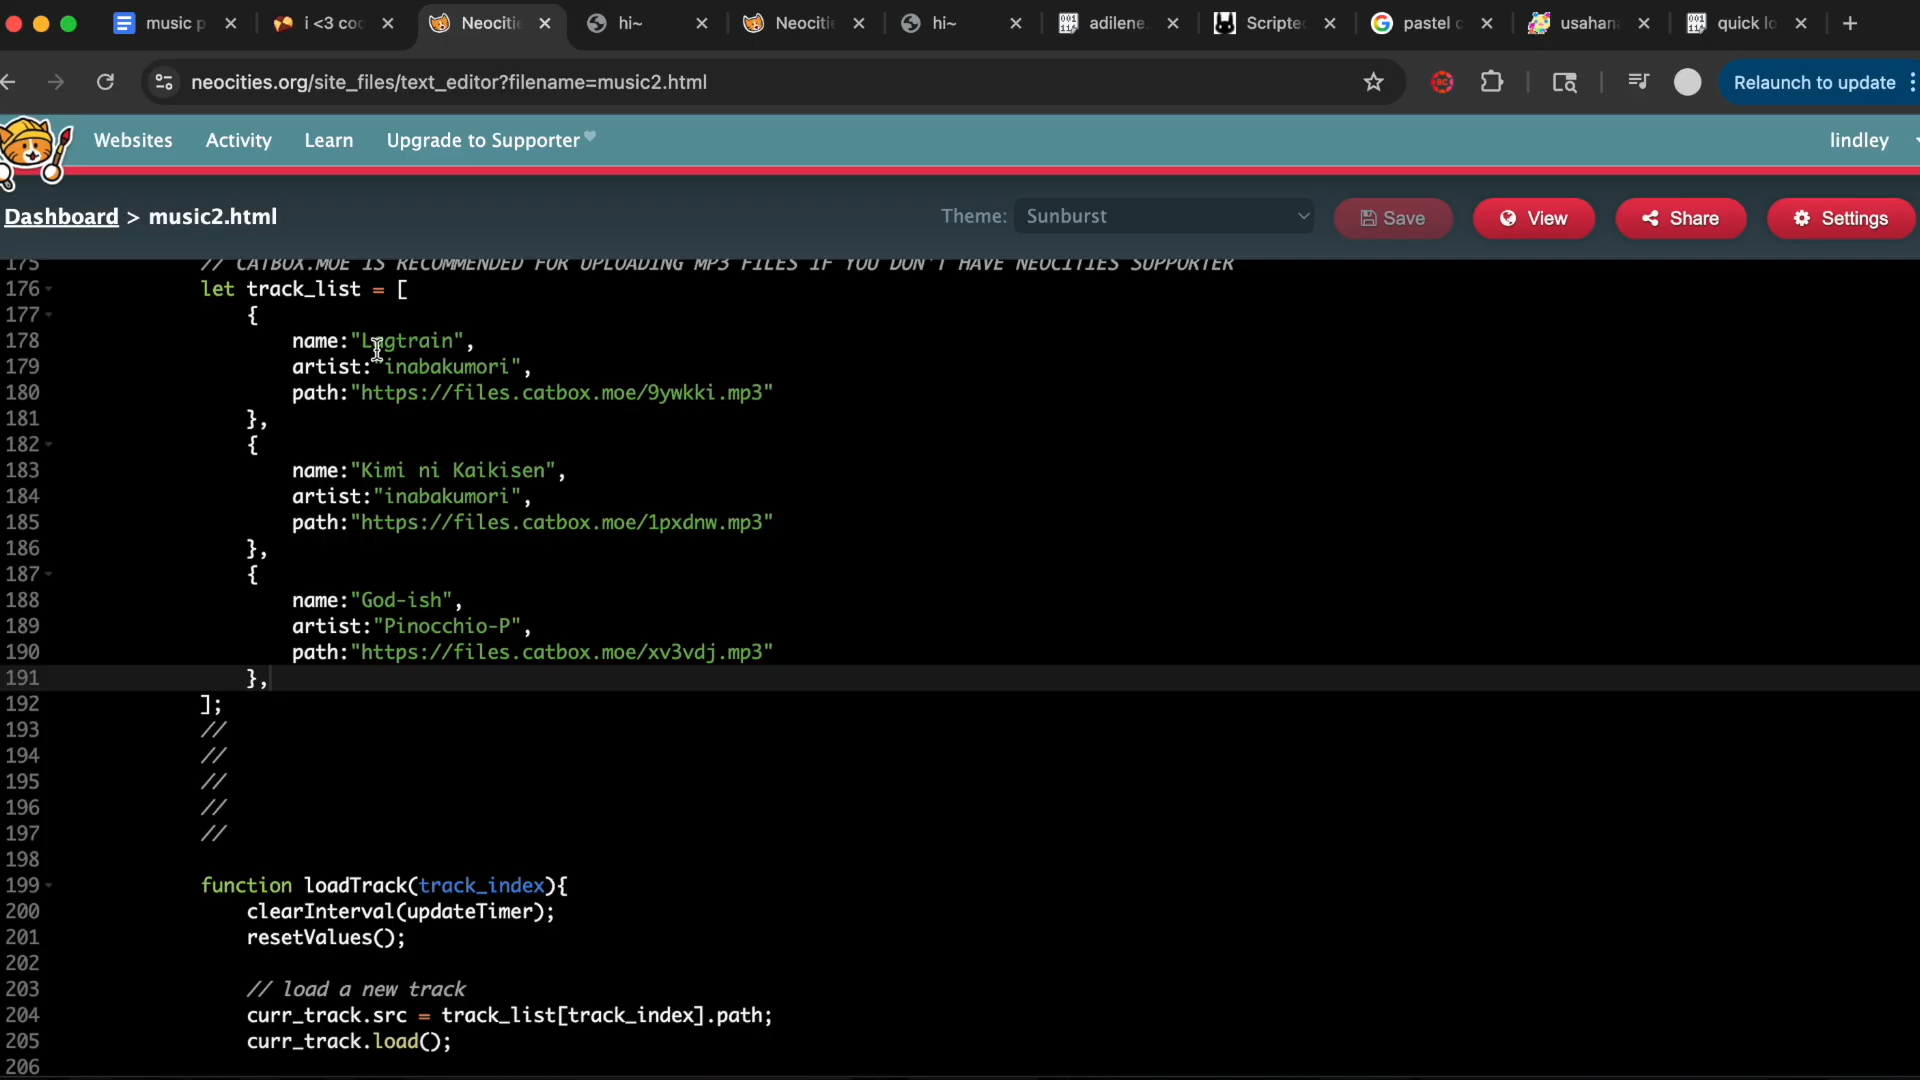 music p
i <3 coc
Neocitie
hi~
Neocitie
hi~
adilene
Scripted
pastel c
usahana
quick lo
neocities.org/site_files/text_editor?filename=music2.html
Relaunch to update
Websites Activity Learn Upgrade to Supporter
lindley
Dashboard > music2.html
Theme: Sunburst
Save View Share Settings
175 // CATBOX.MOE IS RECOMMENDED FOR UPLOADING MP3 FILES IF YOU DON'T HAVE NEOCITIES SUPPORTER
176 let track_list = [
177 {
178 name:"Lagtrain",
179 artist:"inabakumori",
180 path:"https://files.catbox.moe/9ywkki.mp3"
181 },
182 {
183 name:"Kimi ni Kaikisen",
184 artist:"inabakumori",
185 path:"https://files.catbox.moe/1pxdnw.mp3"
186 },
187 {
188 name:"God-ish",
189 artist:"Pinocchio-P",
190 path:"https://files.catbox.moe/xv3vdj.mp3"
191 },
192 ];
193 //
194 //
195 //
196 //
197 //
198
199 function loadTrack(track_index){
200 clearInterval(updateTimer);
201 resetValues();
202
203 // load a new track
204 curr_track.src = track_list[track_index].path;
205 curr_track.load();
206